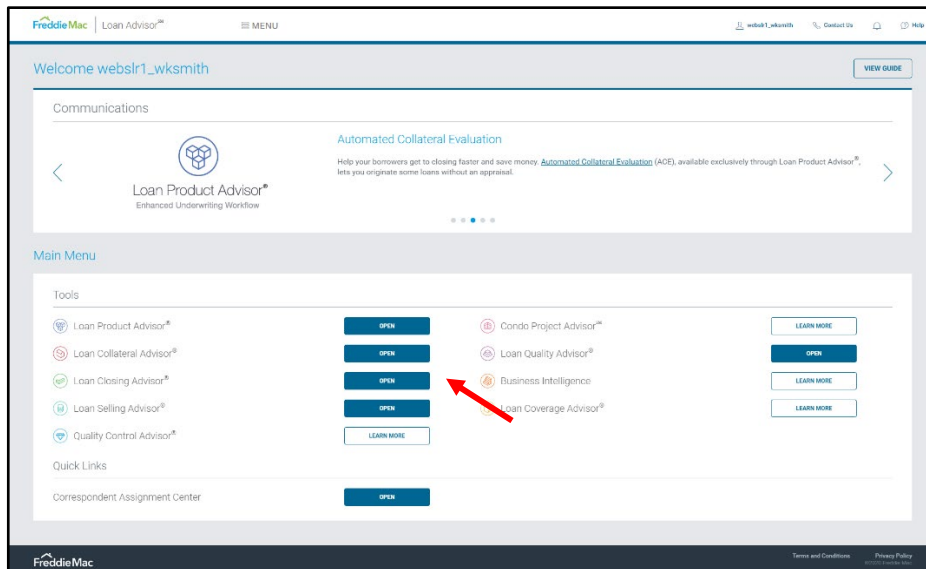 Freddie Mac Loan Advisor℠ MENU webslr1_wksmith Contact Us Help
Welcome webslr1_wksmith VIEW GUIDE
Communications
Loan Product Advisor®
Enhanced Underwriting Workflow
Automated Collateral Evaluation
Help your borrowers get to closing faster and save money. Automated Collateral Evaluation (ACE), available exclusively through Loan Product Advisor®,
lets you originate some loans without an appraisal.
Main Menu
Tools
Loan Product Advisor® OPEN
Condo Project Advisor℠ LEARN MORE
Loan Collateral Advisor® OPEN
Loan Quality Advisor® OPEN
Loan Closing Advisor® OPEN
Business Intelligence LEARN MORE
Loan Selling Advisor® OPEN
Loan Coverage Advisor® LEARN MORE
Quality Control Advisor® LEARN MORE
Quick Links
Correspondent Assignment Center OPEN
Freddie Mac Terms and Conditions Privacy Policy
Freddie Mac